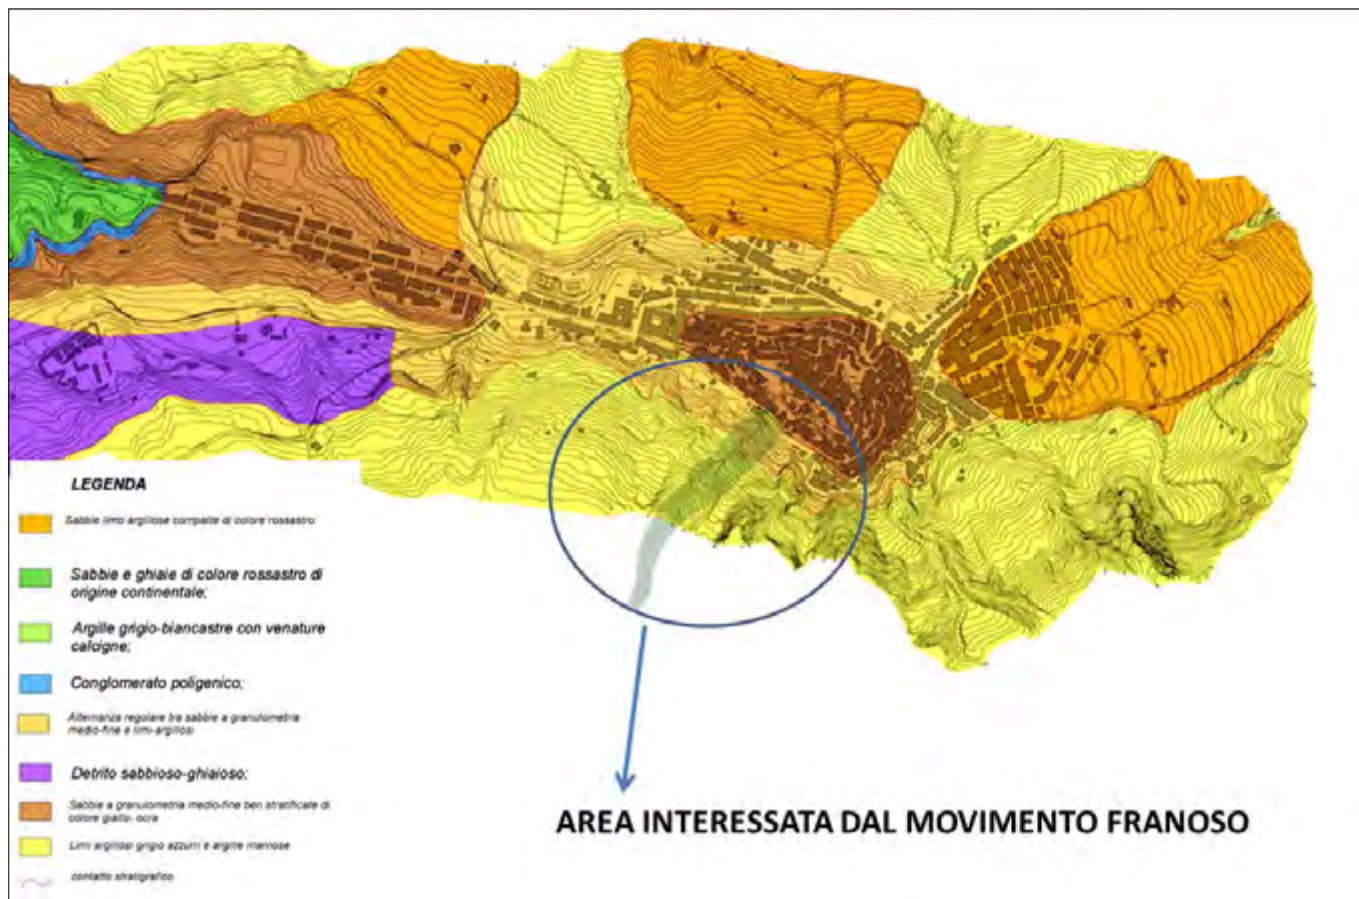 LEGENDA
Sabbie limo argillose compatte di colore rossastro
Sabbie e ghiaie di colore rossastro di
origine continentale;
Argille grigio-biancastre con venature
calcigne;
Conglomerato poligenico;
Alternanza regolare tra sabbie a granulometria
medio-fine e limi-argillosi
Detrito sabbioso-ghiaioso;
Sabbie a granulometria medio-fine ben stratificate di
colore giallo- ocra
Limi argillosi grigio azzurri e argille marnose
contatto stratigrafico
AREA INTERESSATA DAL MOVIMENTO FRANOSO